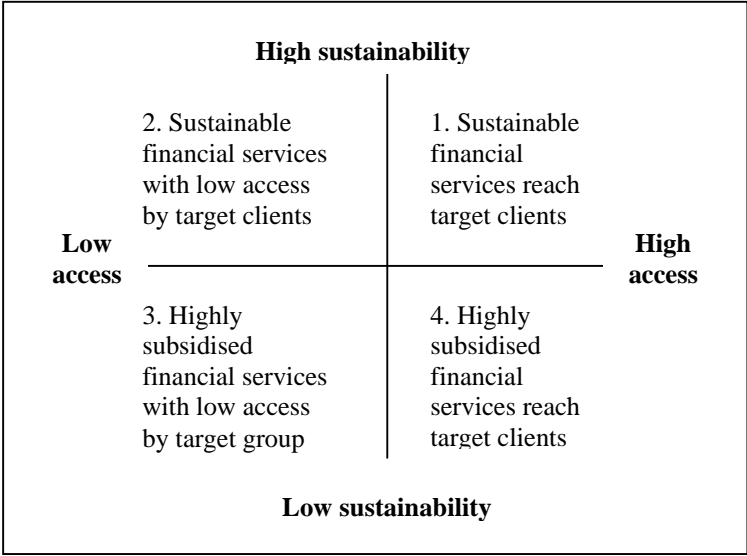 High sustainability
2. Sustainable
financial services
with low access
by target clients
1. Sustainable
financial
services reach
target clients
Low
access
High
access
3. Highly
subsidised
financial services
with low access
by target group
4. Highly
subsidised
financial
services reach
target clients
Low sustainability